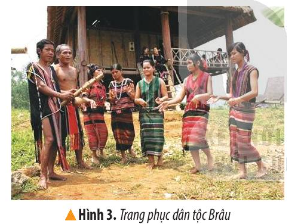 ▲ Hình 3. Trang phục dân tộc Brâu